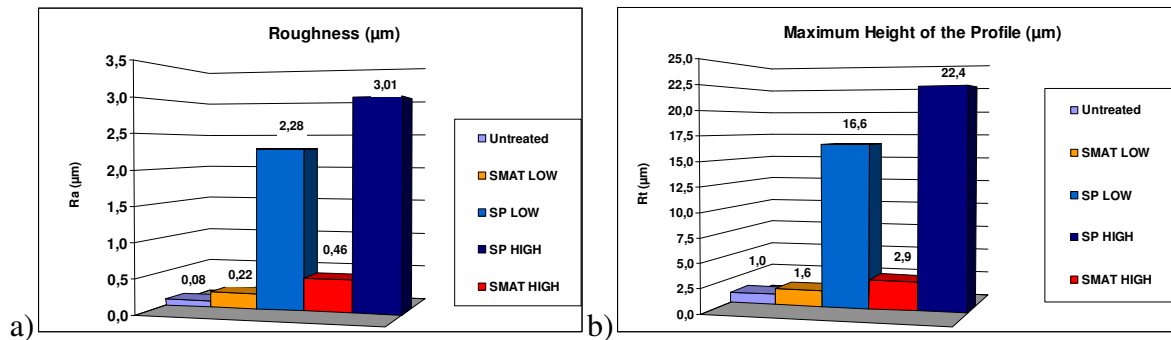 Roughness (µm)
3,5
3,0
2,5
2,0
1,5
1,0
0,5
0,0
Ra (µm)
0,08
0,22
2,28
0,46
3,01
Untreated
SMAT LOW
SP LOW
SP HIGH
SMAT HIGH
a)
Maximum Height of the Profile (µm)
25,0
22,5
20,0
17,5
15,0
12,5
10,0
7,5
5,0
2,5
0,0
Rt (µm)
1,0
1,6
16,6
2,9
22,4
Untreated
SMAT LOW
SP LOW
SP HIGH
SMAT HIGH
b)